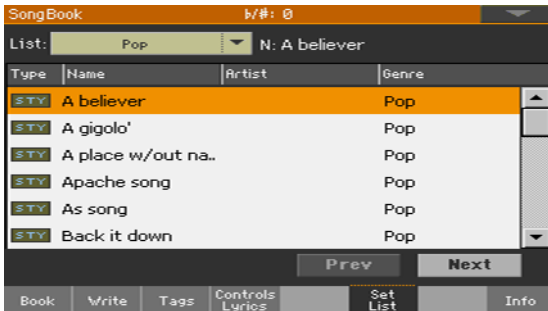 SongBook b/#: 0
List: Pop N: A believer
Type Name Artist Genre
STY A believer Pop
STY A gigolo' Pop
STY A place w/out na.. Pop
STY Apache song Pop
STY As song Pop
STY Back it down Pop
Prev Next
Book Write Tags Controls Lyrics Set List Info